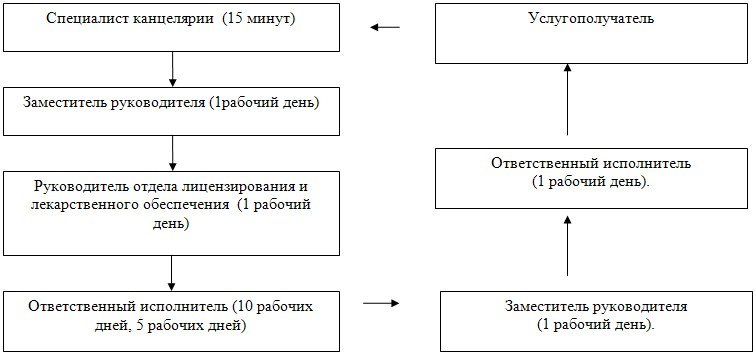 Специалист канцелярии (15 минут)
Заместитель руководителя (1рабочий день)
Руководитель отдела лицензирования и
лекарственного обеспечения (1 рабочий
день)
Ответственный исполнитель (10 рабочих
дней, 5 рабочих дней)
Заместитель руководителя
(1 рабочий день).
Ответственный исполнитель
(1 рабочий день).
Услугополучатель